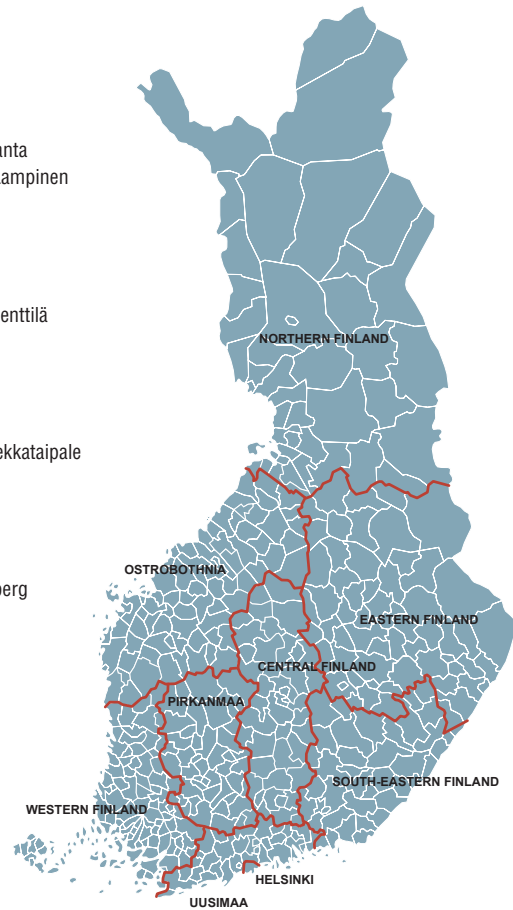 anta
ampinen
enttilä
NORTHERN FINLAND
ekkataipale
OSTROBOTHNIA
berg
EASTERN FINLAND
CENTRAL FINLAND
PIRKANMAA
SOUTH-EASTERN FINLAND
WESTERN FINLAND
HELSINKI
UUSIMAA